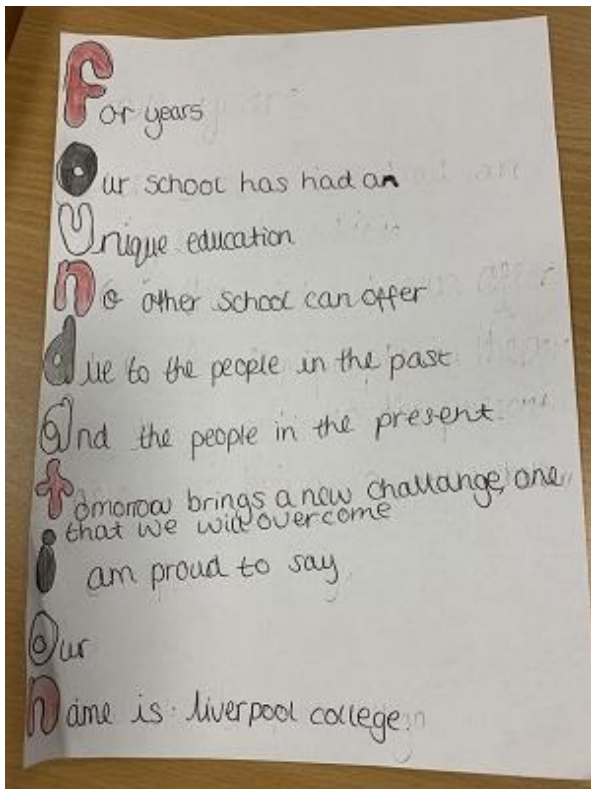 For years
Our school has had an
Unique education
no other school can offer
due to the people in the past
and the people in the present
tomorrow brings a new challange, one
that we will overcome
i am proud to say
Our
name is liverpool college.